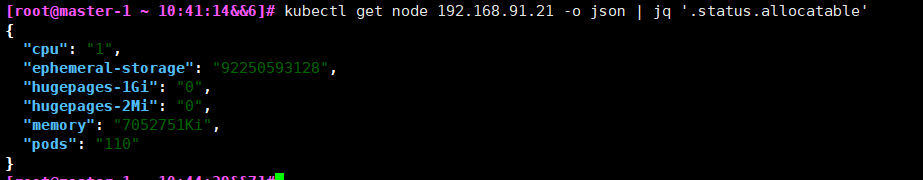 [root@master-1 ~ 10:41:14&&6]# kubectl get node 192.168.91.21 -o json | jq '.status.allocatable'
{
  "cpu": "1",
  "ephemeral-storage": "92250593128",
  "hugepages-1Gi": "0",
  "hugepages-2Mi": "0",
  "memory": "7052751Ki",
  "pods": "110"
}
[root@master-1 ~ 10:44:20&&7]#